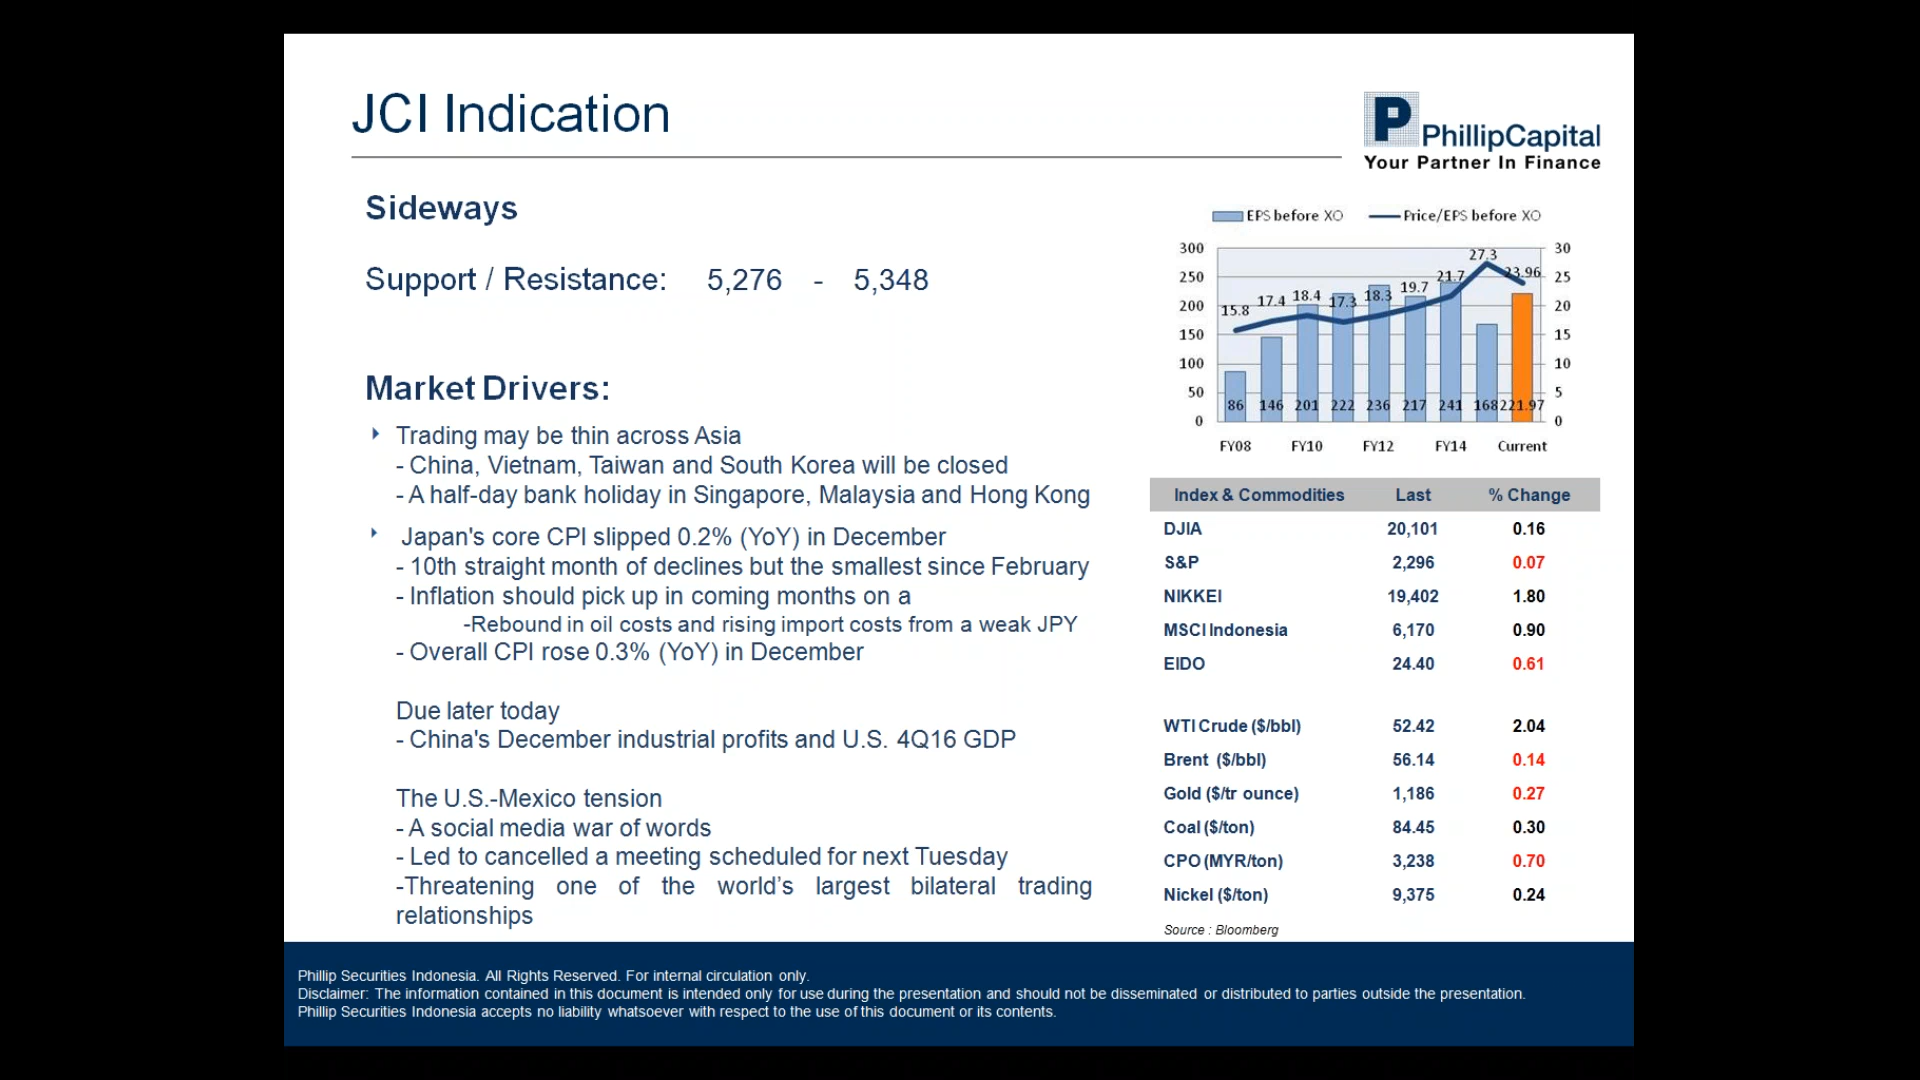 JCI Indication
PhillipCapital
Your Partner In Finance
Sideways
Support / Resistance: 5,276 - 5,348
Market Drivers:
Trading may be thin across Asia
- China, Vietnam, Taiwan and South Korea will be closed
- A half-day bank holiday in Singapore, Malaysia and Hong Kong
Japan's core CPI slipped 0.2% (YoY) in December
- 10th straight month of declines but the smallest since February
- Inflation should pick up in coming months on a
-Rebound in oil costs and rising import costs from a weak JPY
- Overall CPI rose 0.3% (YoY) in December
Due later today
- China's December industrial profits and U.S. 4Q16 GDP
The U.S.-Mexico tension
- A social media war of words
- Led to cancelled a meeting scheduled for next Tuesday
-Threatening one of the world's largest bilateral trading
relationships
EPS before XO Price/EPS before XO
300 30
250 25
200 20
150 15
100 10
50 5
0 0
15.8 17.4 18.4 17.3 18.3 19.7 21.7 27.3 23.96
86 146 201 222 236 217 241 168 221.97
FY08 FY10 FY12 FY14 Current
Index & Commodities Last % Change
DJIA 20,101 0.16
S&P 2,296 0.07
NIKKEI 19,402 1.80
MSCI Indonesia 6,170 0.90
EIDO 24.40 0.61
WTI Crude ($/bbl) 52.42 2.04
Brent ($/bbl) 56.14 0.14
Gold ($/tr ounce) 1,186 0.27
Coal ($/ton) 84.45 0.30
CPO (MYR/ton) 3,238 0.70
Nickel ($/ton) 9,375 0.24
Source : Bloomberg
Phillip Securities Indonesia. All Rights Reserved. For internal circulation only.
Disclaimer: The information contained in this document is intended only for use during the presentation and should not be disseminated or distributed to parties outside the presentation.
Phillip Securities Indonesia accepts no liability whatsoever with respect to the use of this document or its contents.